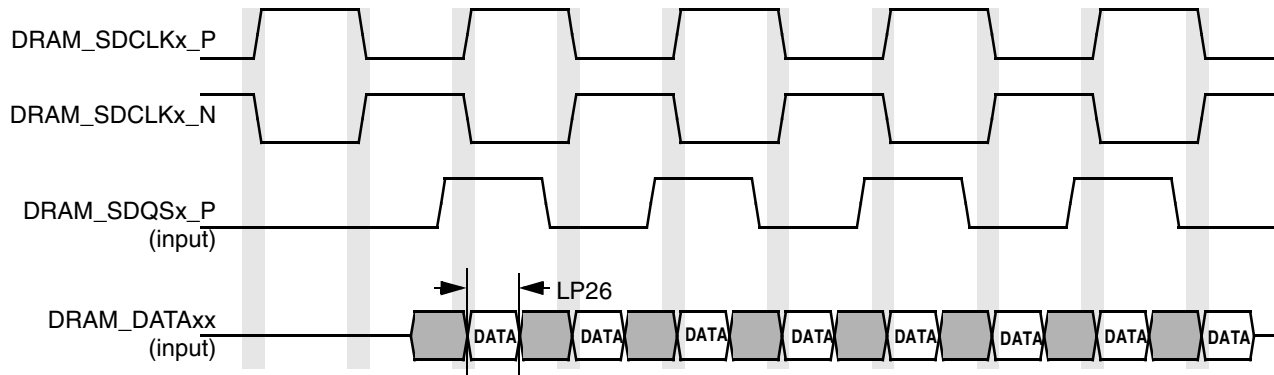 DRAM_SDCLKx_P
DRAM_SDCLKx_N
DRAM_SDQSx_P
(input)
LP26
DRAM_DATAxx
(input)
DATA DATA DATA DATA DATA DATA DATA DATA